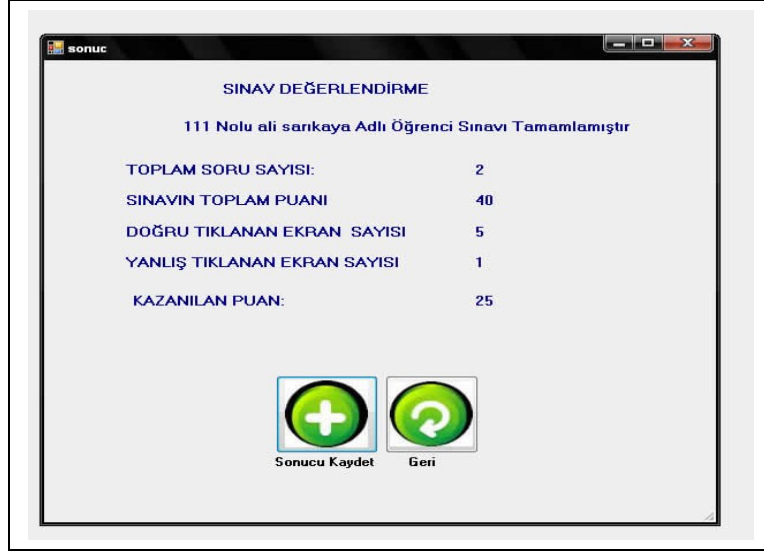 sonuc
SINAV DEĞERLENDİRME
111 Nolu ali sarıkaya Adlı Öğrenci Sınavı Tamamlamıştır
TOPLAM SORU SAYISI: 2
SINAVIN TOPLAM PUANI 40
DOĞRU TIKLANAN EKRAN SAYISI 5
YANLIŞ TIKLANAN EKRAN SAYISI 1
KAZANILAN PUAN: 25
Sonucu Kaydet Geri